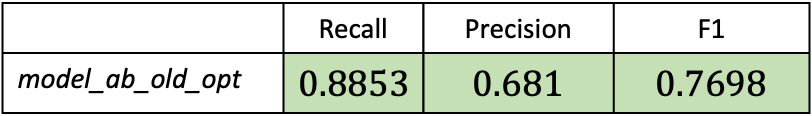 Recall Precision F1
model_ab_old_opt 0.8853 0.681 0.7698